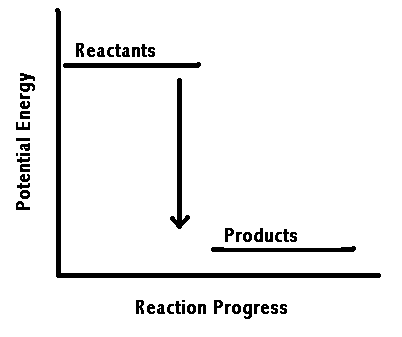 Reactants
Potential Energy
Products
Reaction Progress